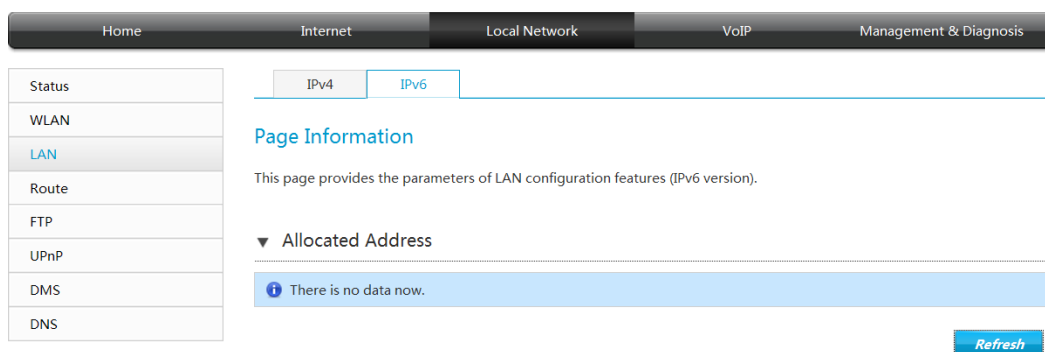 Home Internet Local Network VoIP Management & Diagnosis
Status
WLAN
LAN
Route
FTP
UPnP
DMS
DNS
IPv4 IPv6
Page Information
This page provides the parameters of LAN configuration features (IPv6 version).
Allocated Address
There is no data now.
Refresh